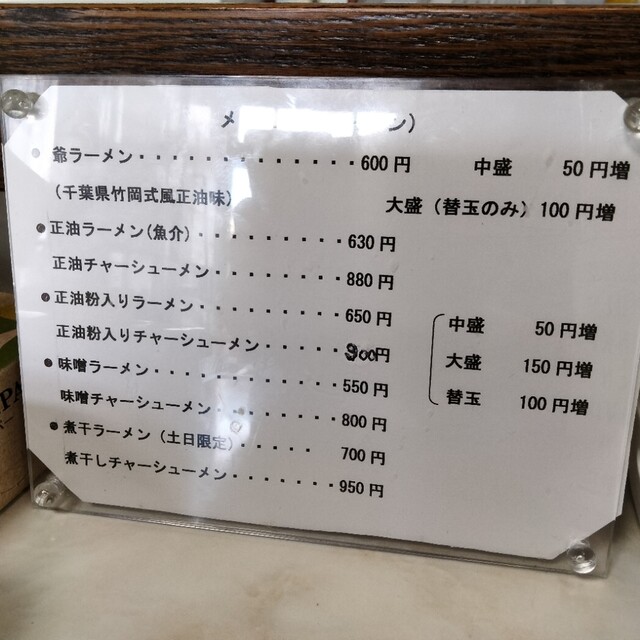 メ ン）
● 爺ラーメン・・・・・・・・・・・・・600円 中盛 50円増
（千葉県竹岡式風正油味） 大盛（替玉のみ）100円増
● 正油ラーメン（魚介）・・・・・・・・・630円
正油チャーシューメン・・・・・・・・880円
● 正油粉入りラーメン・・・・・・・・・650円 中盛 50円増
正油粉入りチャーシューメン・・・・・900円 大盛 150円増
● 味噌ラーメン・・・・・・・・・・・・550円 替玉 100円増
味噌チャーシューメン・・・・・・・・800円
● 煮干ラーメン（土日限定）・・・・・ 700円
煮干しチャーシューメン・・・・・・・950円